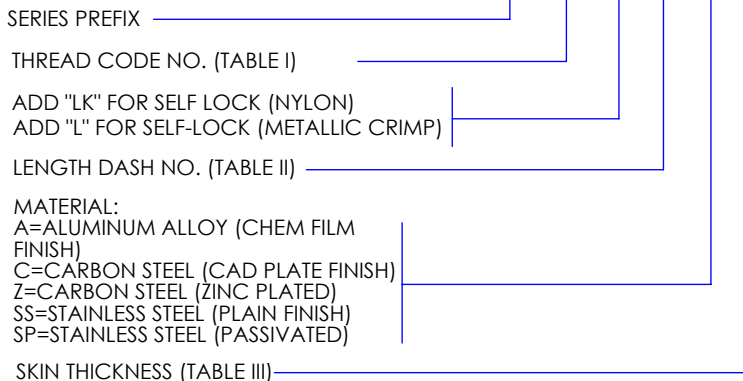 SERIES PREFIX
THREAD CODE NO. (TABLE I)
ADD "LK" FOR SELF LOCK (NYLON)
ADD "L" FOR SELF-LOCK (METALLIC CRIMP)
LENGTH DASH NO. (TABLE II)
MATERIAL:
A=ALUMINUM ALLOY (CHEM FILM
FINISH)
C=CARBON STEEL (CAD PLATE FINISH)
Z=CARBON STEEL (ZINC PLATED)
SS=STAINLESS STEEL (PLAIN FINISH)
SP=STAINLESS STEEL (PASSIVATED)
SKIN THICKNESS (TABLE III)